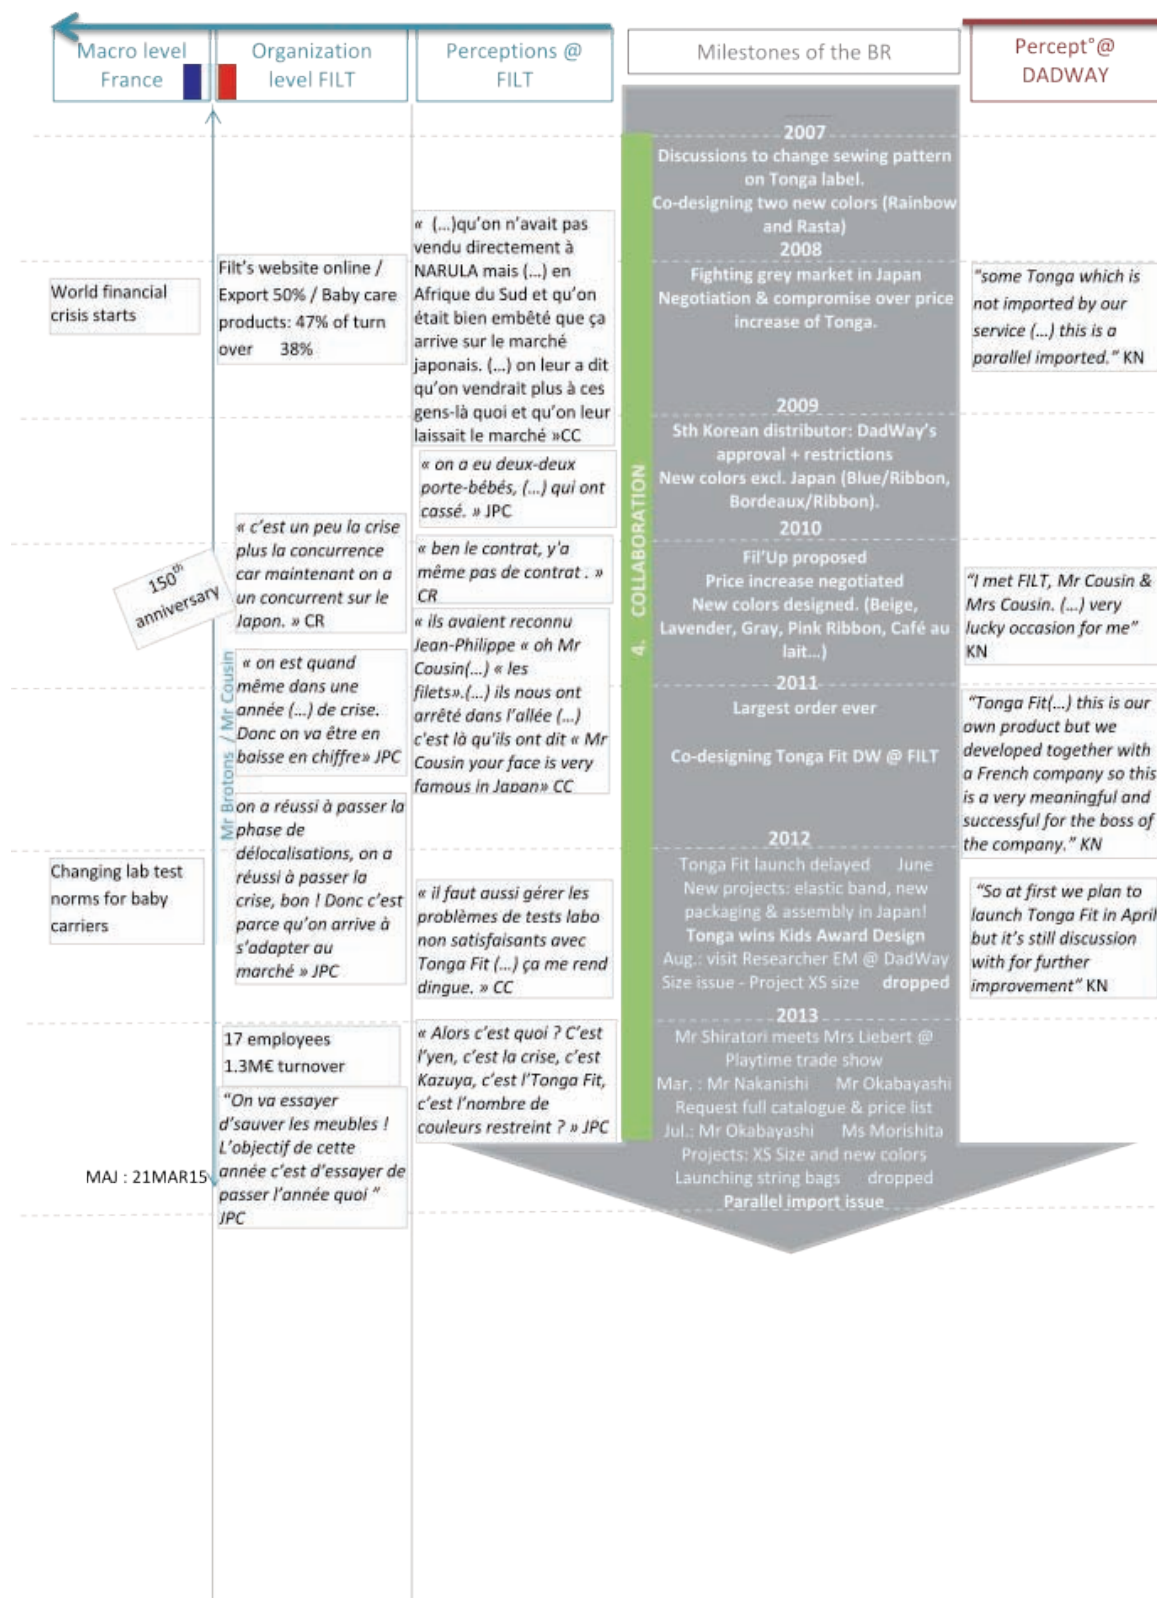 Macro level
France
Organization
level FILT
Perceptions @
FILT
Milestones of the BR
Percept°@
DADWAY
World financial
crisis starts
150th
anniversary
Changing lab test
norms for baby
carriers
MAJ : 21MAR15
Mr Brotons / Mr Cousin
Filt's website online /
Export 50% / Baby care
products: 47% of turn
over 38%
« c'est un peu la crise
plus la concurrence
car maintenant on a
un concurrent sur le
Japon. » CR
« on est quand
même dans une
année (...) de crise.
Donc on va être en
baisse en chiffre» JPC
on a réussi à passer la
phase de
délocalisations, on a
réussi à passer la
crise, bon ! Donc c'est
parce qu'on arrive à
s'adapter au
marché » JPC
17 employees
1.3M€ turnover
"On va essayer
d'sauver les meubles !
L'objectif de cette
année c'est d'essayer de
passer l'année quoi "
JPC
« (...)qu'on n'avait pas
vendu directement à
NARULA mais (...) en
Afrique du Sud et qu'on
était bien embêté que ça
arrive sur le marché
japonais. (...) on leur a dit
qu'on vendrait plus à ces
gens-là quoi et qu'on leur
laissait le marché »CC
« on a eu deux-deux
porte-bébés, (...) qui ont
cassé. » JPC
« ben le contrat, y'a
même pas de contrat . »
CR
« ils avaient reconnu
Jean-Philippe « oh Mr
Cousin(...) « les
filets».(...) ils nous ont
arrêté dans l'allée (...)
c'est là qu'ils ont dit « Mr
Cousin your face is very
famous in Japan» CC
« il faut aussi gérer les
problèmes de tests labo
non satisfaisants avec
Tonga Fit (...) ça me rend
dingue. » CC
« Alors c'est quoi ? C'est
l'yen, c'est la crise, c'est
Kazuya, c'est l'Tonga Fit,
c'est l'nombre de
couleurs restreint ? » JPC
4. COLLABORATION
2007
Discussions to change sewing pattern
on Tonga label.
Co-designing two new colors (Rainbow
and Rasta)
2008
Fighting grey market in Japan
Negotiation & compromise over price
increase of Tonga.
2009
Sth Korean distributor: DadWay's
approval + restrictions
New colors excl. Japan (Blue/Ribbon,
Bordeaux/Ribbon).
2010
Fil'Up proposed
Price increase negotiated
New colors designed. (Beige,
Lavender, Gray, Pink Ribbon, Café au
lait...)
2011
Largest order ever
Co-designing Tonga Fit DW @ FILT
2012
Tonga Fit launch delayed June
New projects: elastic band, new
packaging & assembly in Japan!
Tonga wins Kids Award Design
Aug.: visit Researcher EM @ DadWay
Size issue - Project XS size dropped
2013
Mr Shiratori meets Mrs Liebert @
Playtime trade show
Mar. : Mr Nakanishi Mr Okabayashi
Request full catalogue & price list
Jul.: Mr Okabayashi Ms Morishita
Projects: XS Size and new colors
Launching string bags dropped
Parallel import issue
"some Tonga which is
not imported by our
service (...) this is a
parallel imported." KN
"I met FILT, Mr Cousin &
Mrs Cousin. (...) very
lucky occasion for me"
KN
"Tonga Fit(...) this is our
own product but we
developed together with
a French company so this
is a very meaningful and
successful for the boss of
the company." KN
"So at first we plan to
launch Tonga Fit in April
but it's still discussion
with for further
improvement" KN